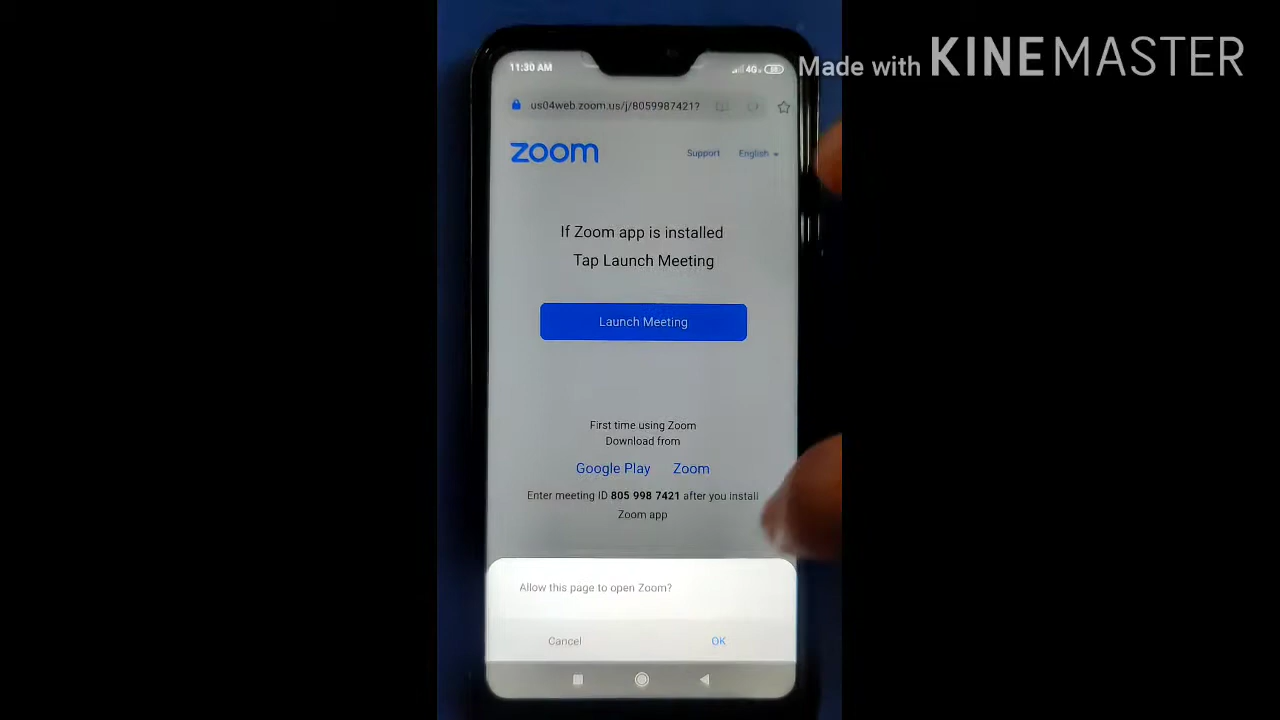 Made with KINEMASTER
11:30 AM
4G
us04web.zoom.us/j/8059987421?
zoom
Support English
If Zoom app is installed
Tap Launch Meeting
Launch Meeting
First time using Zoom
Download from
Google Play Zoom
Enter meeting ID 805 998 7421 after you install
Zoom app
Allow this page to open Zoom?
Cancel OK